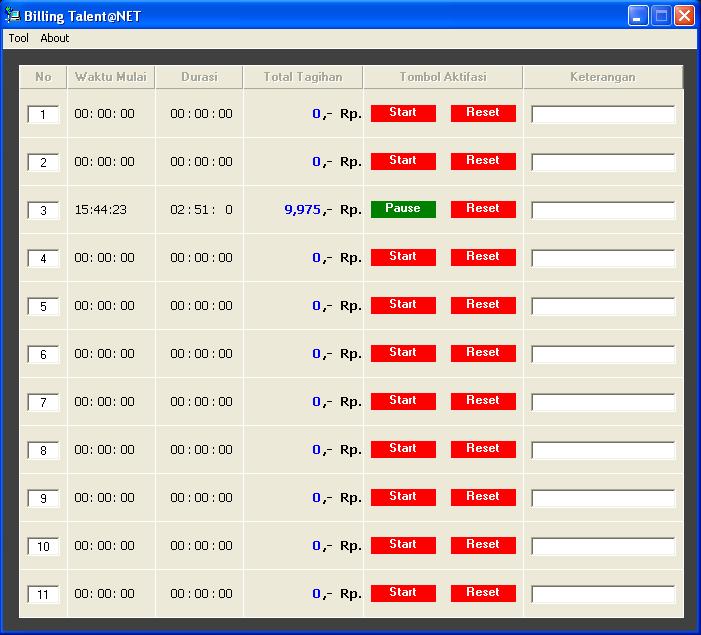 Billing Talent@NET
Tool About
No Waktu Mulai Durasi Total Tagihan Tombol Aktifasi Keterangan
1 00: 00: 00 00 : 00 : 00 0,- Rp. Start Reset
2 00: 00: 00 00 : 00 : 00 0,- Rp. Start Reset
3 15:44:23 02 : 51 : 0 9,975,- Rp. Pause Reset
4 00: 00: 00 00 : 00 : 00 0,- Rp. Start Reset
5 00: 00: 00 00 : 00 : 00 0,- Rp. Start Reset
6 00: 00: 00 00 : 00 : 00 0,- Rp. Start Reset
7 00: 00: 00 00 : 00 : 00 0,- Rp. Start Reset
8 00: 00: 00 00 : 00 : 00 0,- Rp. Start Reset
9 00: 00: 00 00 : 00 : 00 0,- Rp. Start Reset
10 00: 00: 00 00 : 00 : 00 0,- Rp. Start Reset
11 00: 00: 00 00 : 00 : 00 0,- Rp. Start Reset